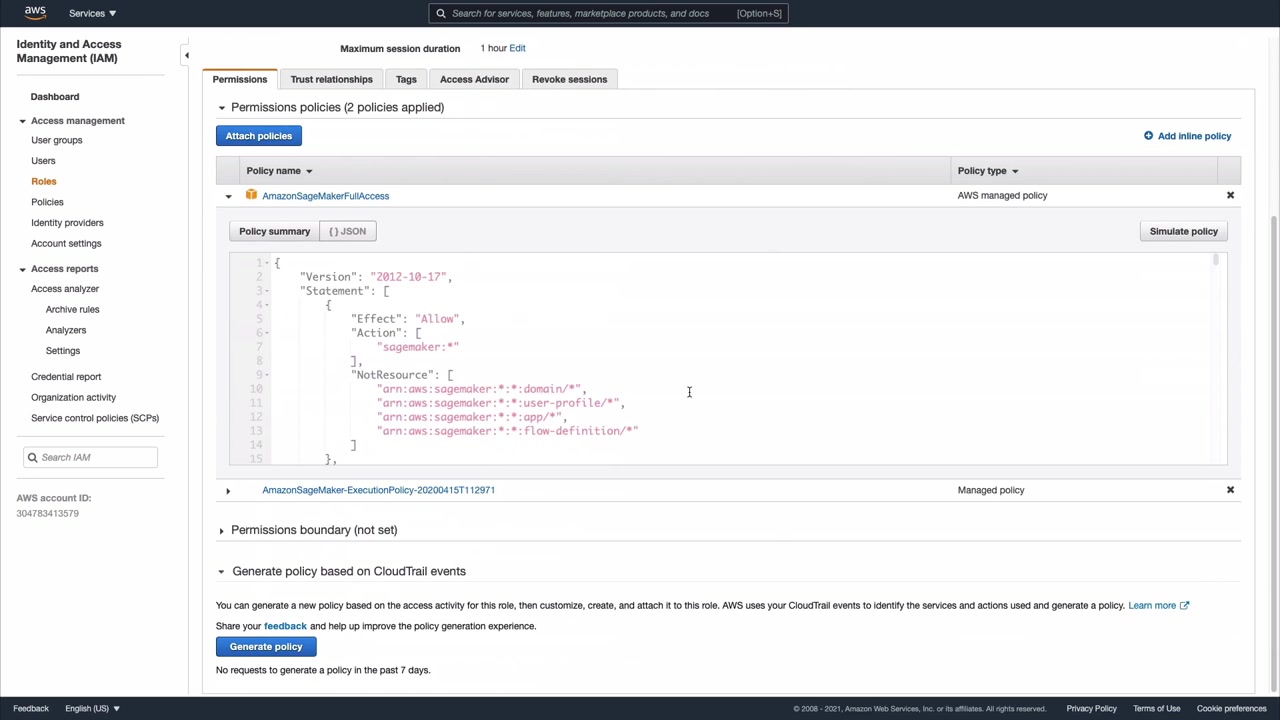 aws Services Search for services, features, marketplace products, and docs [Option+S]
Identity and Access
Management (IAM)
Dashboard
Access management
User groups
Users
Roles
Policies
Identity providers
Account settings
Access reports
Access analyzer
Archive rules
Analyzers
Settings
Credential report
Organization activity
Service control policies (SCPs)
Search IAM
AWS account ID:
304783413579
Maximum session duration 1 hour Edit
Permissions Trust relationships Tags Access Advisor Revoke sessions
Permissions policies (2 policies applied)
Attach policies Add inline policy
Policy name Policy type
AmazonSageMakerFullAccess AWS managed policy
Policy summary { } JSON Simulate policy
1 {
2 "Version": "2012-10-17",
3 "Statement": [
4 {
5 "Effect": "Allow",
6 "Action": [
7 "sagemaker:*"
8 ],
9 "NotResource": [
10 "arn:aws:sagemaker:*:*:domain/*",
11 "arn:aws:sagemaker:*:*:user-profile/*",
12 "arn:aws:sagemaker:*:*:app/*",
13 "arn:aws:sagemaker:*:*:flow-definition/*"
14 ]
15 },
AmazonSageMaker-ExecutionPolicy-20200415T112971 Managed policy
Permissions boundary (not set)
Generate policy based on CloudTrail events
You can generate a new policy based on the access activity for this role, then customize, create, and attach it to this role. AWS uses your CloudTrail events to identify the services and actions used and generate a policy. Learn more
Share your feedback and help up improve the policy generation experience.
Generate policy
No requests to generate a policy in the past 7 days.
Feedback English (US) © 2008 - 2021, Amazon Web Services, Inc. or its affiliates. All rights reserved. Privacy Policy Terms of Use Cookie preferences